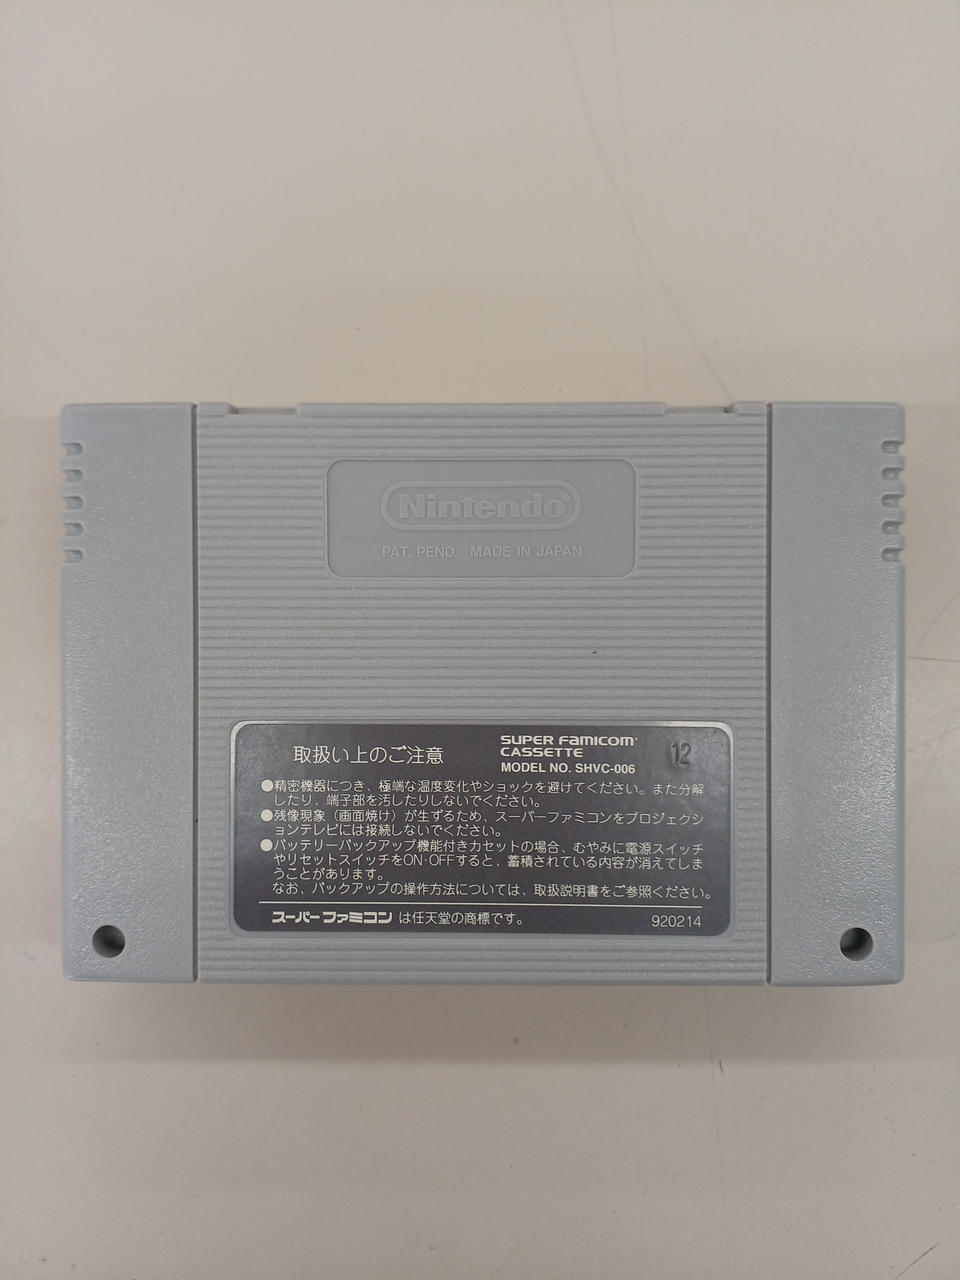 Nintendo®
PAT. PEND. MADE IN JAPAN
取扱い上のご注意
SUPER FAMICOM
CASSETTE
MODEL NO. SHVC-006
12
●精密機器につき、極端な温度変化やショックを避けてください。また分解
したり、端子部を汚したりしないでください。
●残像現象（画面焼け）が生ずるため、スーパーファミコンをプロジェクシ
ョンテレビには接続しないでください。
●バッテリーバックアップ機能付きカセットの場合、むやみに電源スイッチ
やリセットスイッチをON・OFFすると、蓄積されている内容が消えてしま
うことがあります。
なお、バックアップの操作方法については、取扱説明書をご参照ください。
スーパーファミコンは任天堂の商標です。
920214